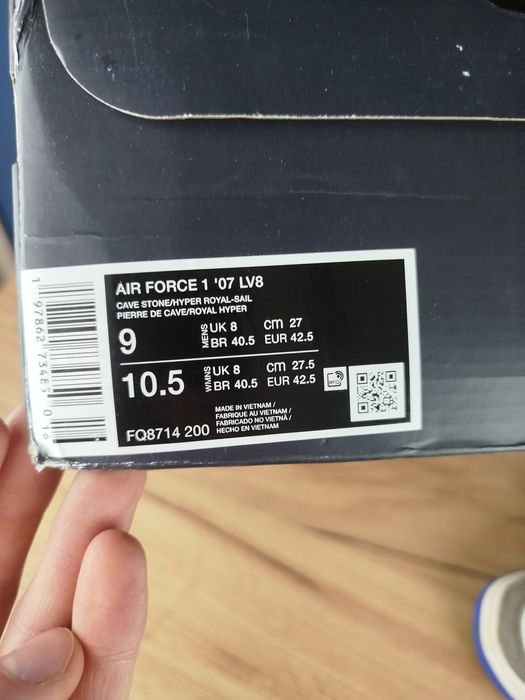 AIR FORCE 1 '07 LV8
CAVE STONE/HYPER ROYAL-SAIL
PIERRE DE CAVE/ROYAL HYPER
9 MENS UK 8 cm 27
BR 40.5 EUR 42.5
10.5 WMNS UK 8 cm 27.5
BR 40.5 EUR 42.5
RFID
MADE IN VIETNAM /
FABRIQUE AU VIETNAM /
FABRICADO NO VIETNÃ /
HECHO EN VIETNAM
FQ8714 200